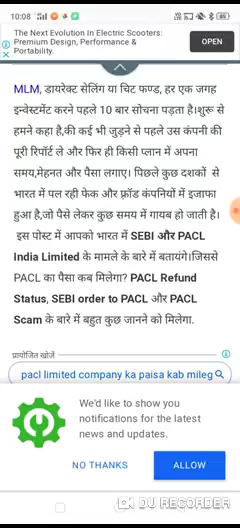 10:08
The Next Evolution In Electric Scooters:
Premium Design, Performance &
Portability.
OPEN
MLM, डायरेक्ट सेलिंग या चिट फण्ड, हर एक जगह
इन्वेस्टमेंट करने पहले 10 बार सोचना पड़ता है।शुरू से
हमने कहा है,की कई भी जुड़ने से पहले उस कंपनी की
पूरी रिपोर्ट ले और फिर ही किसी प्लान में अपना
समय,मेहनत और पैसा लगाए। पिछले कुछ दशकों से
भारत में पल रही फेक और फ्रॉड कंपनियों में इजाफा
हुआ है,जो पैसे लेकर कुछ समय में गायब हो जाती है।
इस पोस्ट में आपको भारत में SEBI और PACL
India Limited के मामले के बारे में बतायंगे।जिससे
PACL का पैसा कब मिलेगा? PACL Refund
Status, SEBI order to PACL और PACL
Scam के बारे में बहुत कुछ जानने को मिलेगा.
प्रायोजित खोजें
pacl limited company ka paisa kab mileg
We'd like to show you
notifications for the latest
news and updates.
NO THANKS
ALLOW
DU RECORDER